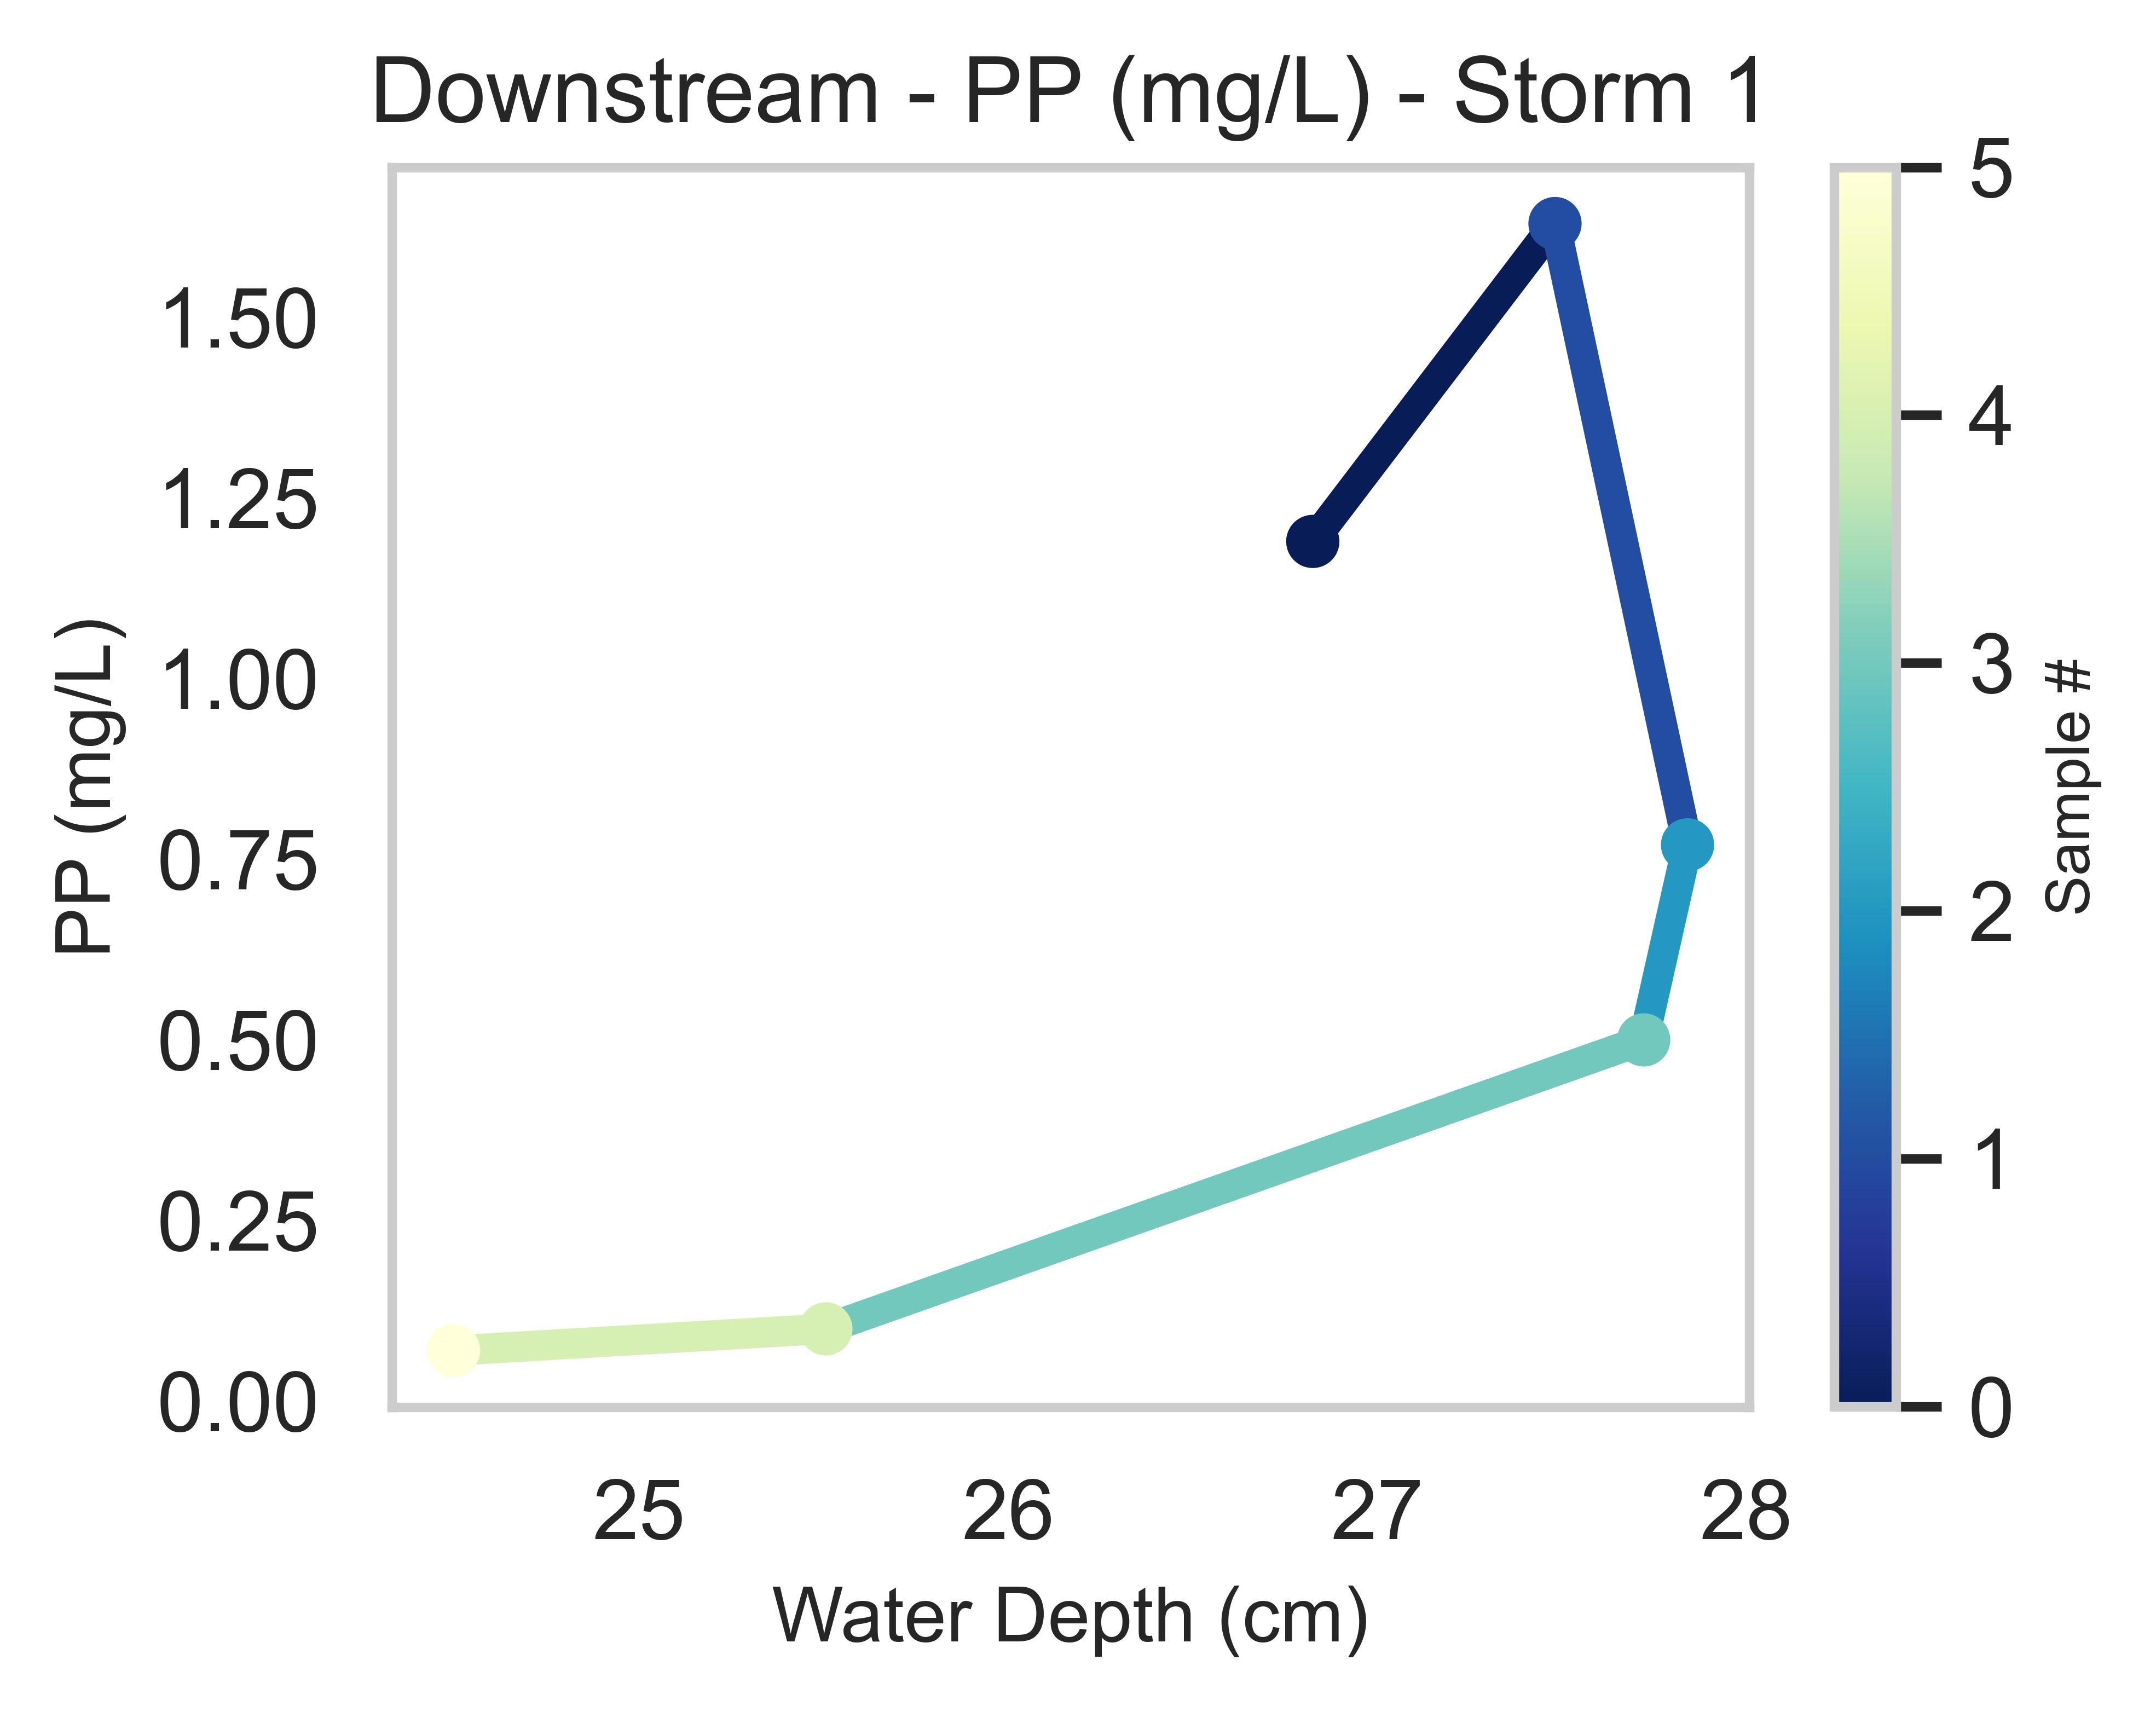 Downstream - PP (mg/L) - Storm 1
PP (mg/L)
1.50
1.25
1.00
0.75
0.50
0.25
0.00
25 26 27 28
Water Depth (cm)
5
4
3
2
1
0
Sample #